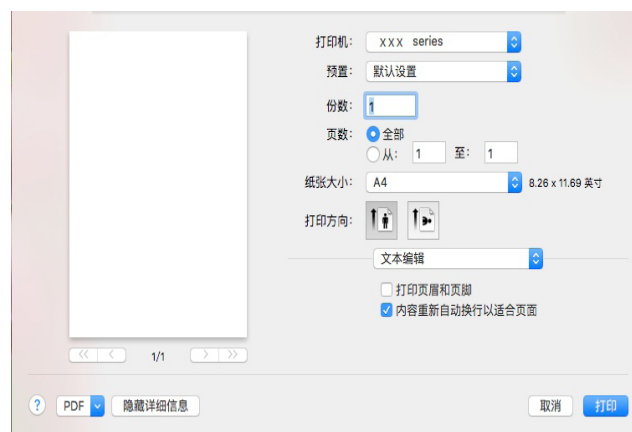 打印机: xxx series
预置: 默认设置
份数: 1
页数: 全部
从: 1 至: 1
纸张大小: A4 8.26 x 11.69 英寸
打印方向:
文本编辑
打印页眉和页脚
内容重新自动换行以适合页面
1/1
? PDF 隐藏详细信息 取消 打印